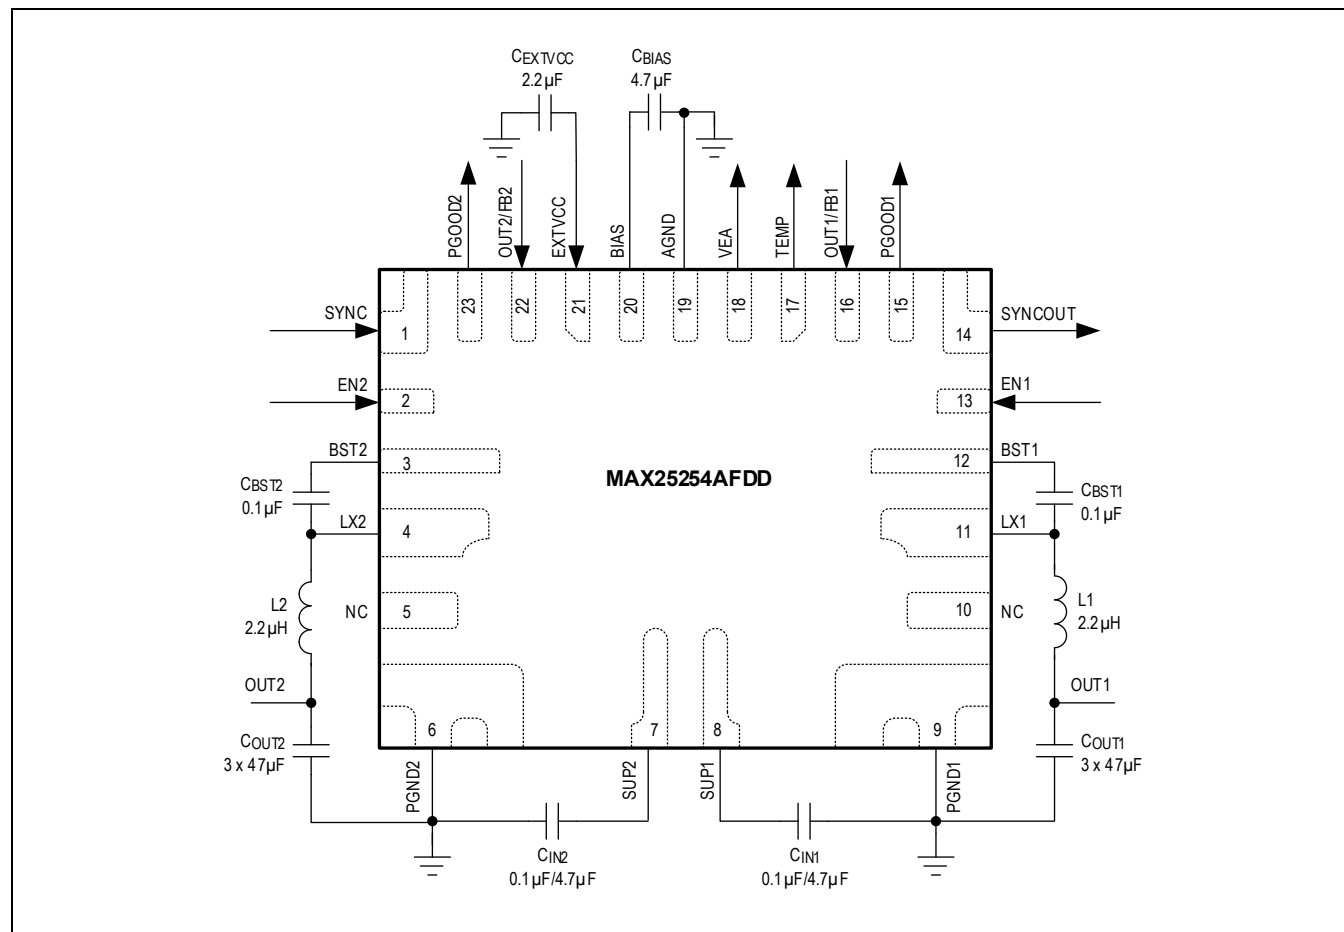 CEXTVCC
2.2µF
CBIAS
4.7µF
PGOOD2
OUT2/FB2
EXTVCC
BIAS
AGND
VEA
TEMP
OUT1/FB1
PGOOD1
23
22
21
20
19
18
17
16
15
SYNC
1
14
SYNCOUT
EN2
2
13
EN1
BST2
3
12
BST1
MAX25254AFDD
CBST2
0.1µF
CBST1
0.1µF
LX2
4
11
LX1
L2
2.2µH
NC
5
10
NC
L1
2.2µH
OUT2
OUT1
6
7
8
9
COUT2
3 x 47µF
COUT1
3 x 47µF
PGND2
SUP2
SUP1
PGND1
CIN2
0.1µF/4.7µF
CIN1
0.1µF/4.7µF